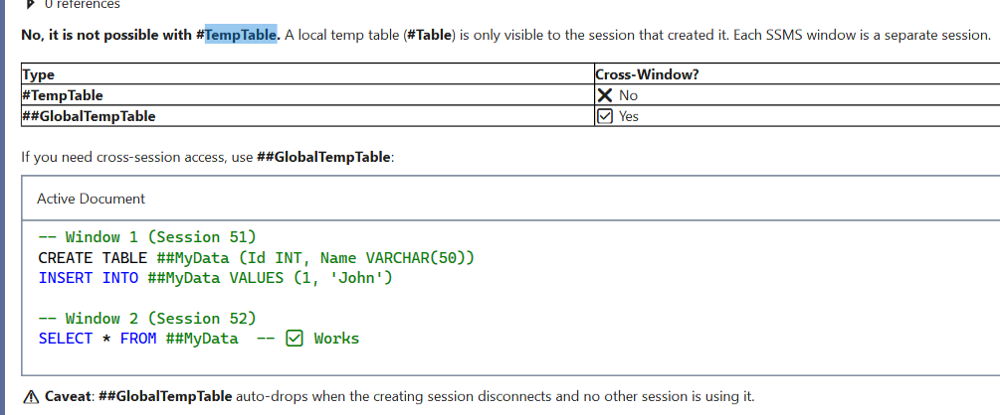 0 references
No, it is not possible with #TempTable. A local temp table (#Table) is only visible to the session that created it. Each SSMS window is a separate session.
Type Cross-Window?
#TempTable ❌ No
##GlobalTempTable ✅ Yes
If you need cross-session access, use ##GlobalTempTable:
Active Document
-- Window 1 (Session 51)
CREATE TABLE ##MyData (Id INT, Name VARCHAR(50))
INSERT INTO ##MyData VALUES (1, 'John')
-- Window 2 (Session 52)
SELECT * FROM ##MyData -- ✅ Works
⚠ Caveat: ##GlobalTempTable auto-drops when the creating session disconnects and no other session is using it.